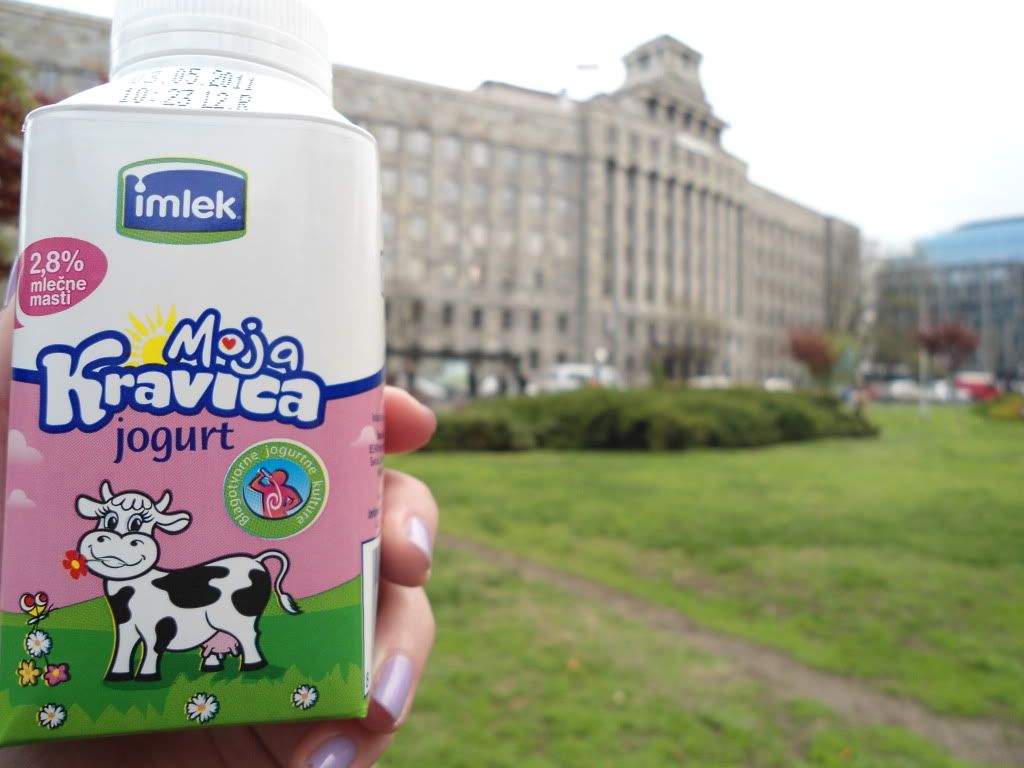 3.05.2011
10:23 L2.R
imlek
2,8%
mlečne
masti
Moja
Kravica
jogurt
Blagotvorne jogurtne kulture